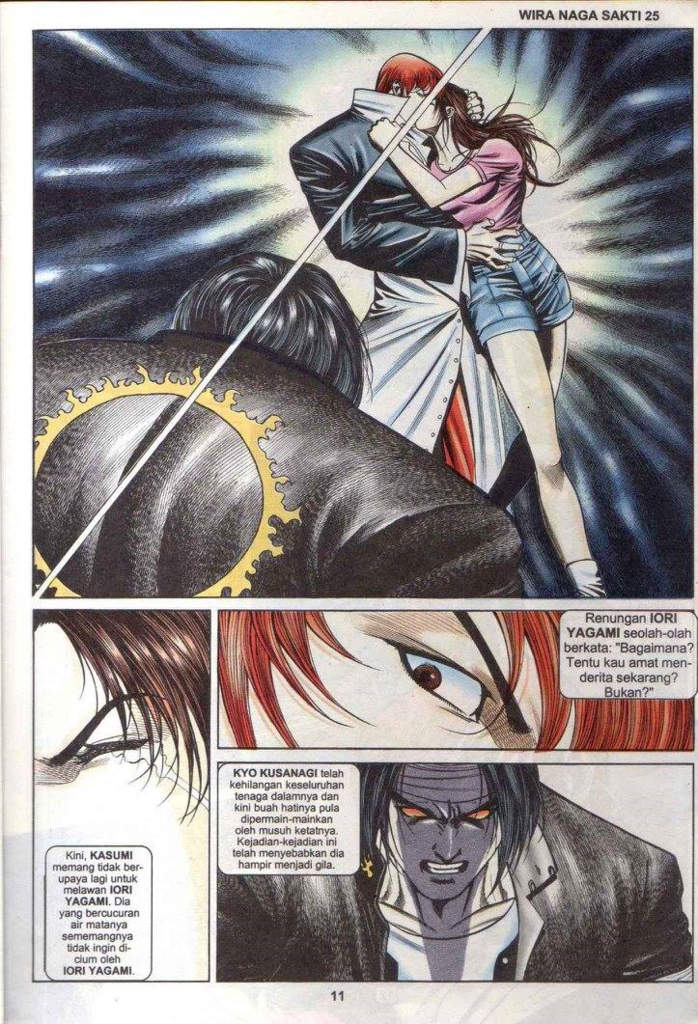 WIRA NAGA SAKTI 25
Renungan IORI
YAGAMI seolah-olah
berkata: "Bagaimana?
Tentu kau amat men-
derita sekarang?
Bukan?"
KYO KUSANAGI telah
kehilangan keseluruhan
tenaga dalamnya dan
kini buah hatinya pula
dipermain-mainkan
oleh musuh ketatnya.
Kejadian-kejadian ini
telah menyebabkan dia
hampir menjadi gila.
Kini, KASUMI
memang tidak ber-
upaya lagi untuk
melawan IORI
YAGAMI. Dia
yang bercucuran
air matanya
sememangnya
tidak ingin di-
cium oleh
IORI YAGAMI.
11